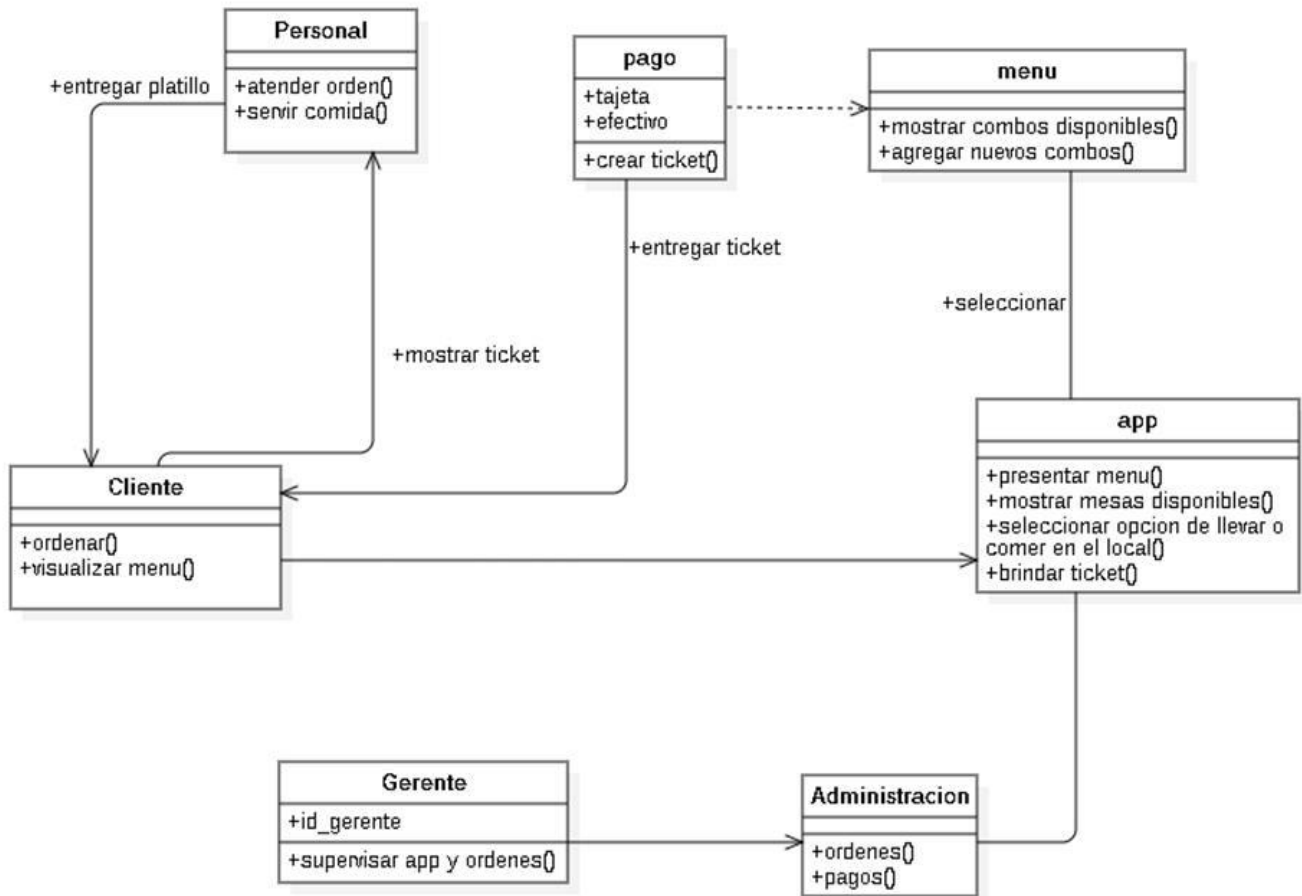 Personal
+atender orden()
+servir comida()
+entregar platillo
pago
+tajeta
+efectivo
+crear ticket()
menu
+mostrar combos disponibles()
+agregar nuevos combos()
+entregar ticket
+seleccionar
+mostrar ticket
app
+presentar menu()
+mostrar mesas disponibles()
+seleccionar opcion de llevar o
comer en el local()
+brindar ticket()
Cliente
+ordenar()
+visualizar menu()
Gerente
+id_gerente
+supervisar app y ordenes()
Administracion
+ordenes()
+pagos()